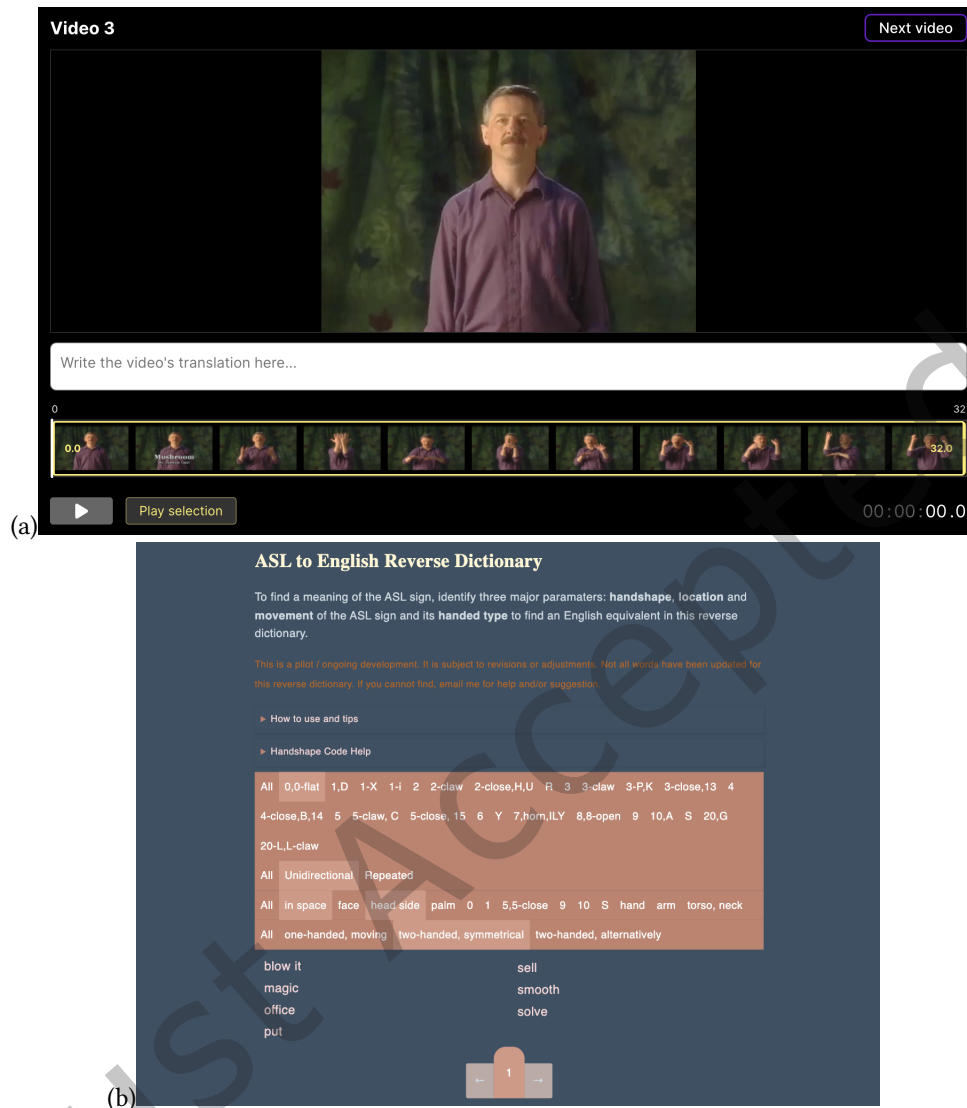 Video 3
Next video
Write the video's translation here...
0
32
0.0
Mushroom
32.0
Play selection
00:00:00.0
(a)
ASL to English Reverse Dictionary
To find a meaning of the ASL sign, identify three major paramaters: handshape, location and
movement of the ASL sign and its handed type to find an English equivalent in this reverse
dictionary.
This is a pilot / ongoing development. It is subject to revisions or adjustments. Not all words have been updated for
this reverse dictionary. If you cannot find, email me for help and/or suggestion.
How to use and tips
Handshape Code Help
All 0,0-flat 1,D 1-X 1-i 2 2-claw 2-close,H,U R 3 3-claw 3-P,K 3-close,13 4
4-close,B,14 5 5-claw, C 5-close, 15 6 Y 7,horn,ILY 8,8-open 9 10,A S 20,G
20-L,L-claw
All Unidirectional Repeated
All in space face head side palm 0 1 5,5-close 9 10 S hand arm torso, neck
All one-handed, moving two-handed, symmetrical two-handed, alternatively
blow it
magic
office
put
sell
smooth
solve
← 1 →
(b)
ust Accepted